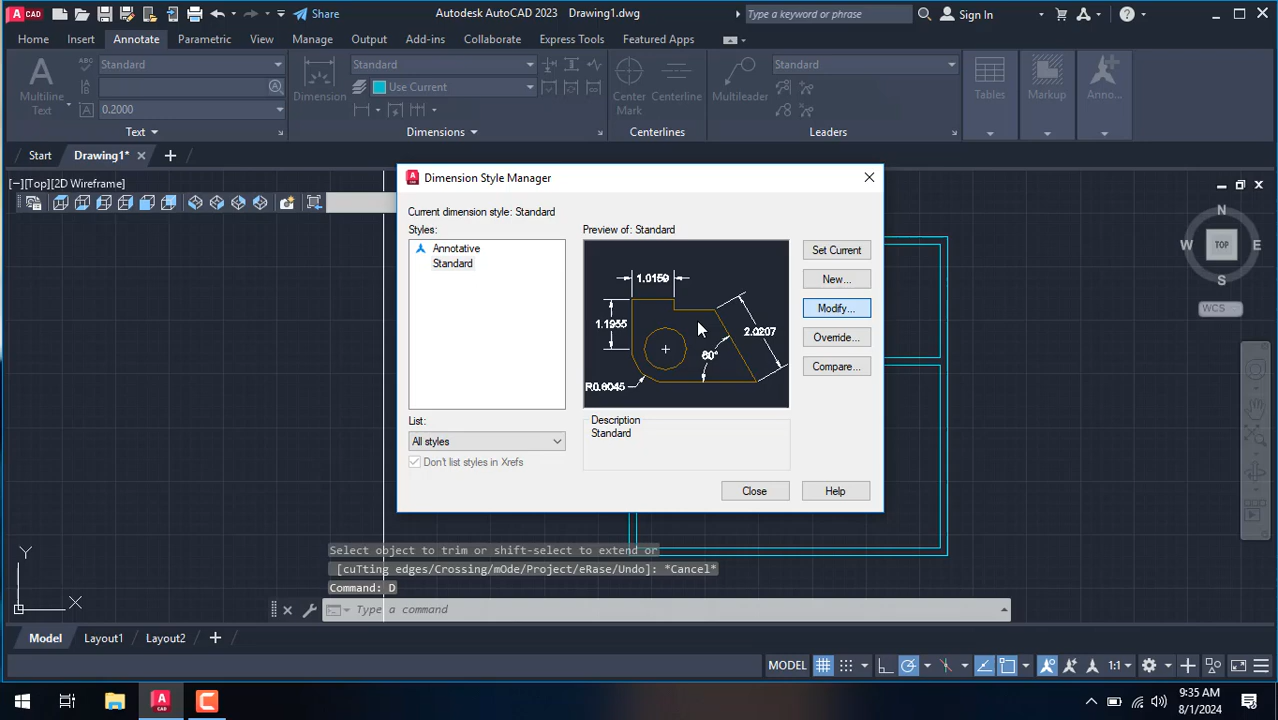 Share
Autodesk AutoCAD 2023 Drawing1.dwg
Type a keyword or phrase
Sign In
Home Insert Annotate Parametric View Manage Output Add-ins Collaborate Express Tools Featured Apps
Standard
Standard
Standard
Use Current
Multiline
Text
0.2000
Dimension
Center
Mark
Centerline
Multileader
Tables
Markup
Anno...
Text
Dimensions
Centerlines
Leaders
Start
Drawing1*
[−][Top][2D Wireframe]
Dimension Style Manager
Current dimension style: Standard
Styles:
Annotative
Standard
Preview of: Standard
1.0159
1.1955
2.0207
60°
R0.8045
Set Current
New...
Modify...
Override...
Compare...
List:
All styles
Don't list styles in Xrefs
Description
Standard
Close
Help
N
W
TOP
E
S
WCS
Y
X
Select object to trim or shift-select to extend or
[cuTting edges/Crossing/mOde/Project/eRase/Undo]: *Cancel*
Command: D
Type a command
Model
Layout1
Layout2
MODEL
1:1
9:35 AM
8/1/2024